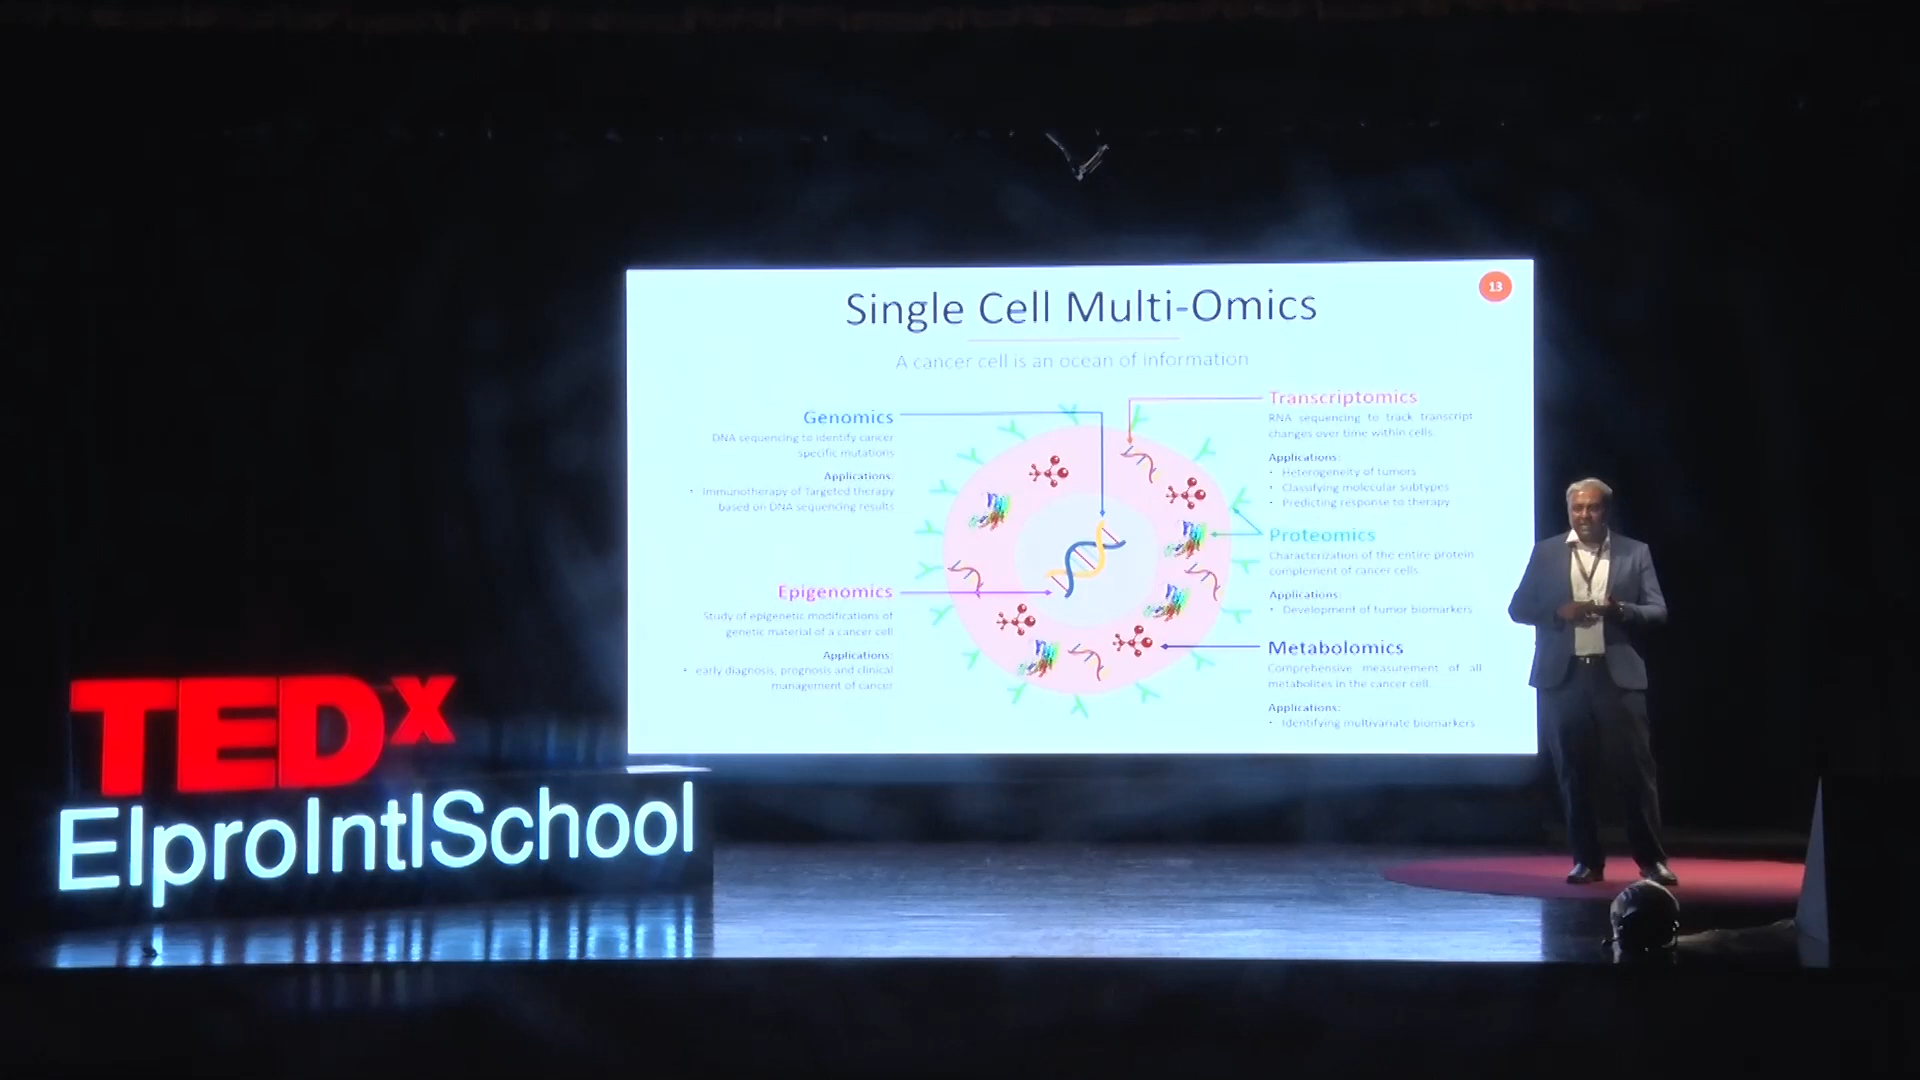 Single Cell Multi-Omics
13
A cancer cell is an ocean of information
Genomics
DNA sequencing to identify cancer
specific mutations
Applications:
• Immunotherapy of Targeted therapy
based on DNA sequencing results
Epigenomics
Study of epigenetic modifications of
genetic material of a cancer cell
Applications:
• early diagnosis, prognosis and clinical
management of cancer
Transcriptomics
RNA sequencing to track transcript
changes over time within cells.
Applications:
• Heterogeneity of tumors
• Classifying molecular subtypes
• Predicting response to therapy
Proteomics
Characterization of the entire protein
complement of cancer cells.
Applications:
• Development of tumor biomarkers
Metabolomics
Comprehensive measurement of all
metabolites in the cancer cell.
Applications:
• Identifying multivariate biomarkers
TEDx
ElproIntlSchool